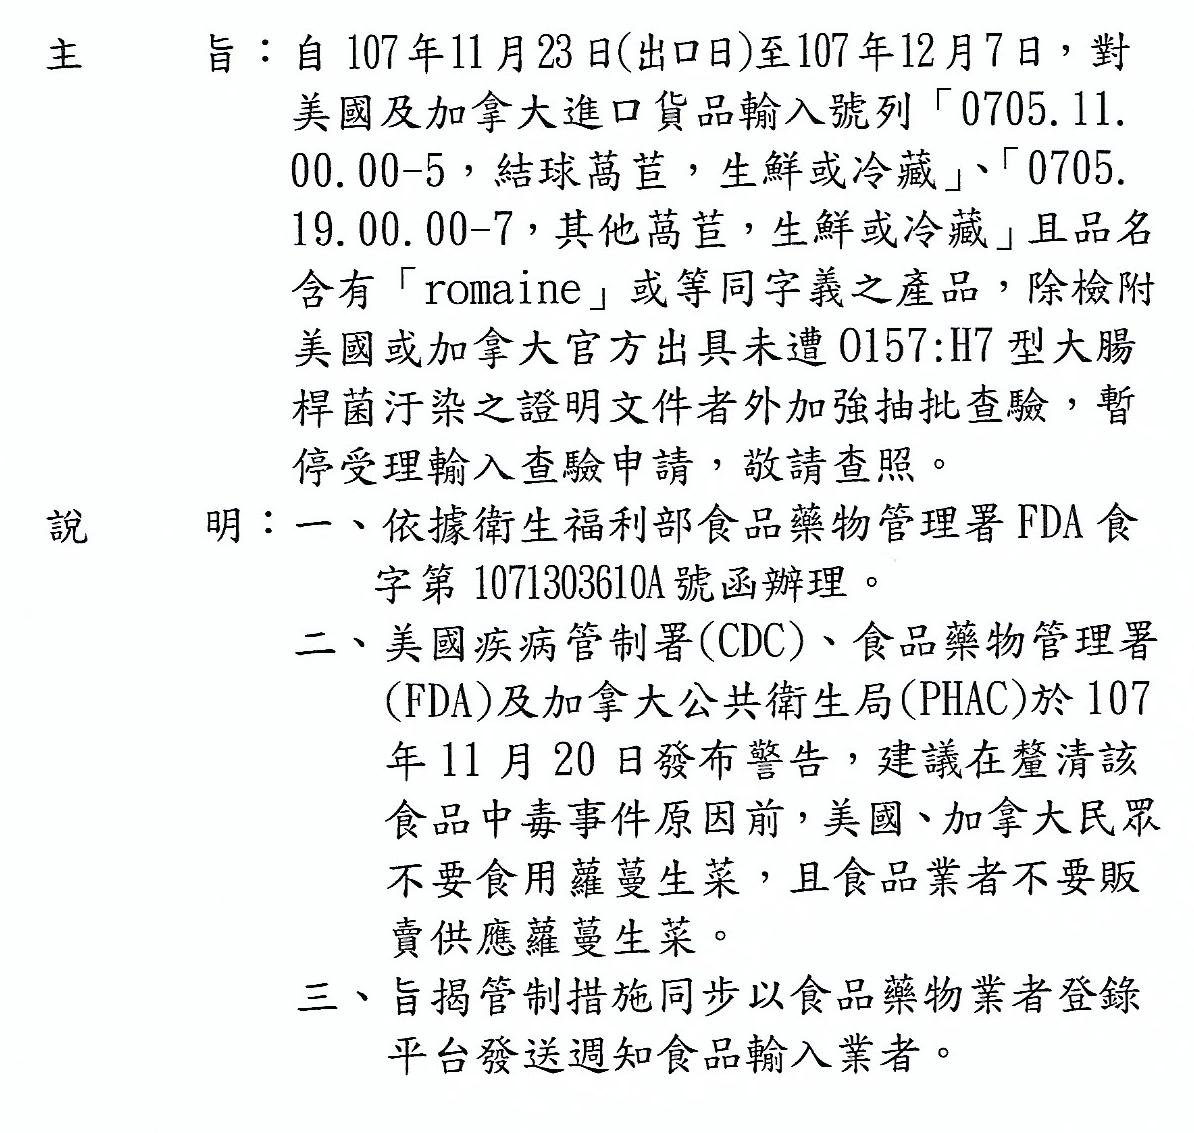 主　　旨：自 107年11月23日(出口日)至107年12月7日，對
美國及加拿大進口貨品輸入號列「0705.11.
00.00-5，結球萵苣，生鮮或冷藏」、「0705.
19.00.00-7，其他萵苣，生鮮或冷藏」且品名
含有「romaine」或等同字義之產品，除檢附
美國或加拿大官方出具未遭O157:H7型大腸
桿菌汙染之證明文件者外加強抽批查驗，暫
停受理輸入查驗申請，敬請查照。
說　　明：一、依據衛生福利部食品藥物管理署FDA食
字第 1071303610A號函辦理。
二、美國疾病管制署(CDC)、食品藥物管理署
(FDA)及加拿大公共衛生局(PHAC)於107
年 11 月 20 日發布警告，建議在釐清該
食品中毒事件原因前，美國、加拿大民眾
不要食用蘿蔓生菜，且食品業者不要販
賣供應蘿蔓生菜。
三、旨揭管制措施同步以食品藥物業者登錄
平台發送週知食品輸入業者。